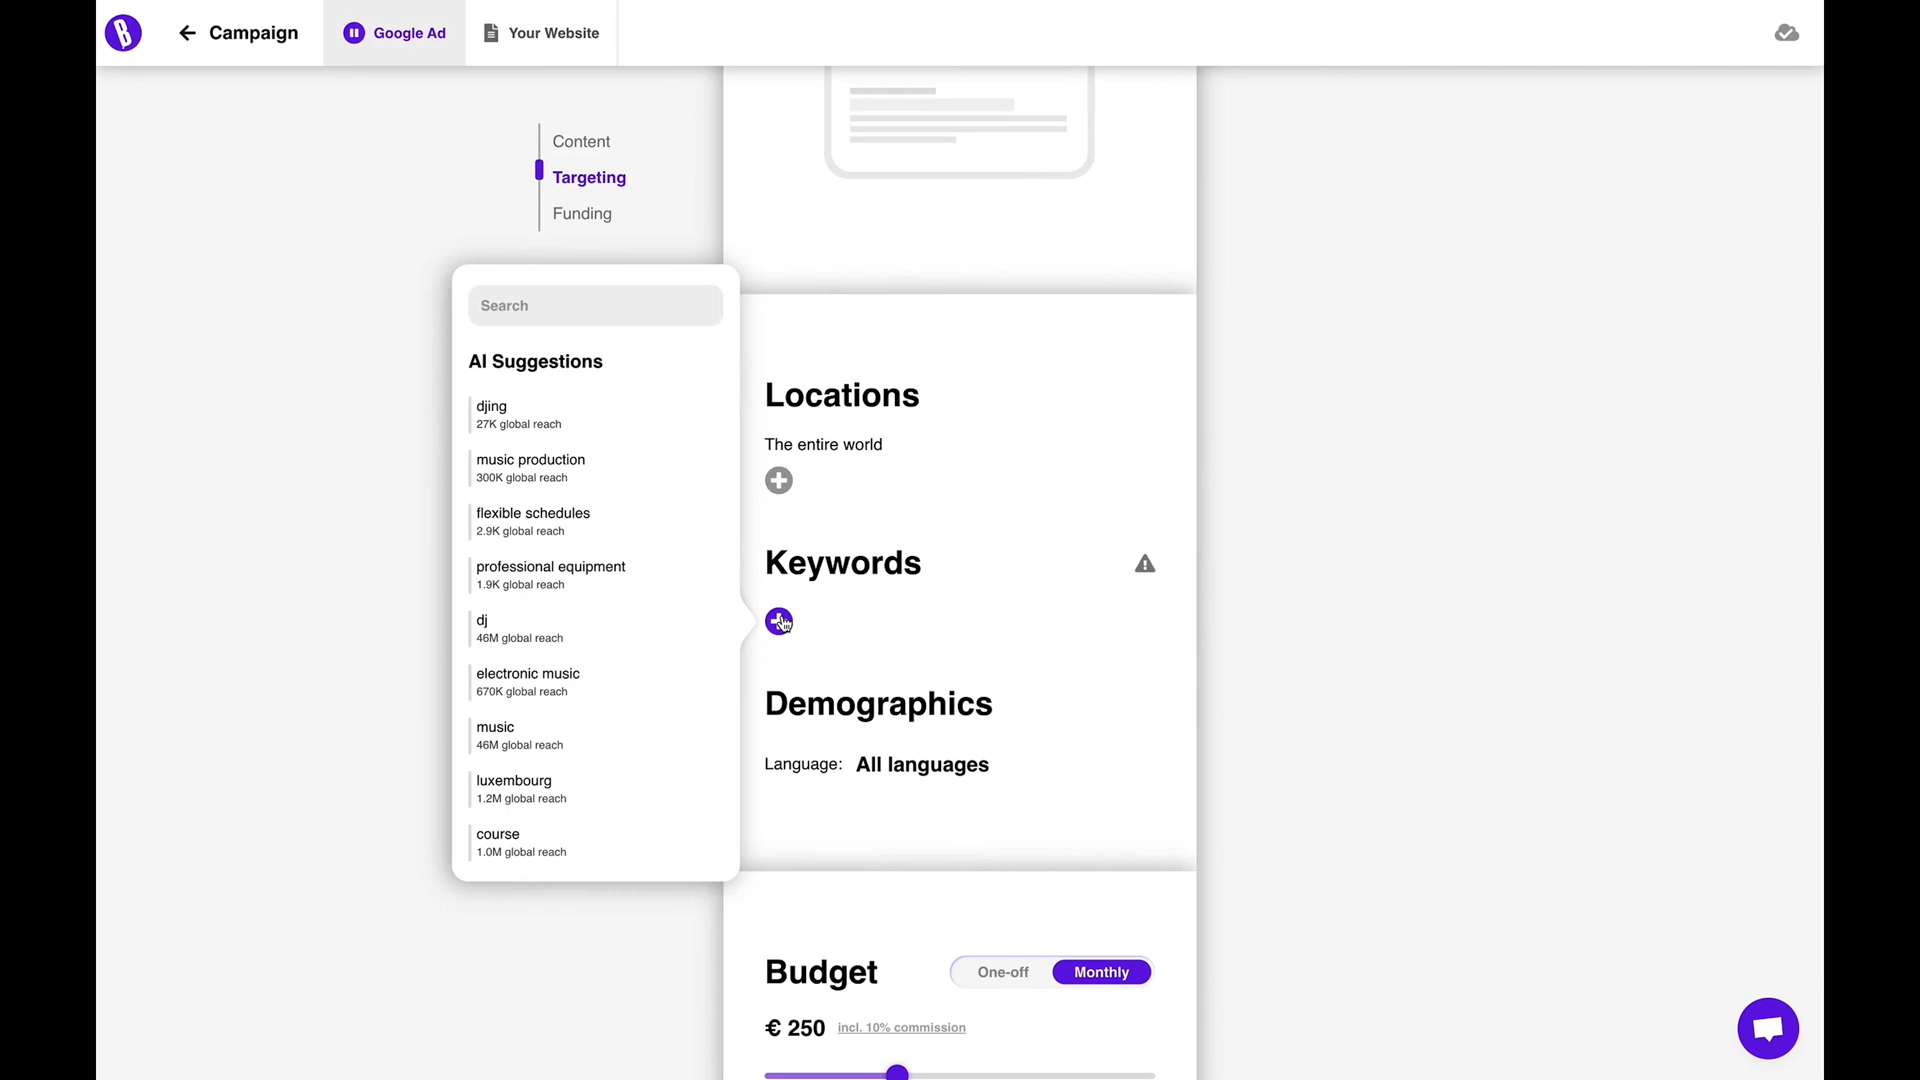 Campaign
Google Ad
Your Website
Content
Targeting
Funding
Search
AI Suggestions
djing
27K global reach
music production
300K global reach
flexible schedules
2.9K global reach
professional equipment
1.9K global reach
dj
46M global reach
electronic music
670K global reach
music
46M global reach
luxembourg
1.2M global reach
course
1.0M global reach
Locations
The entire world
Keywords
Demographics
Language: All languages
Budget
One-off
Monthly
€ 250 incl. 10% commission